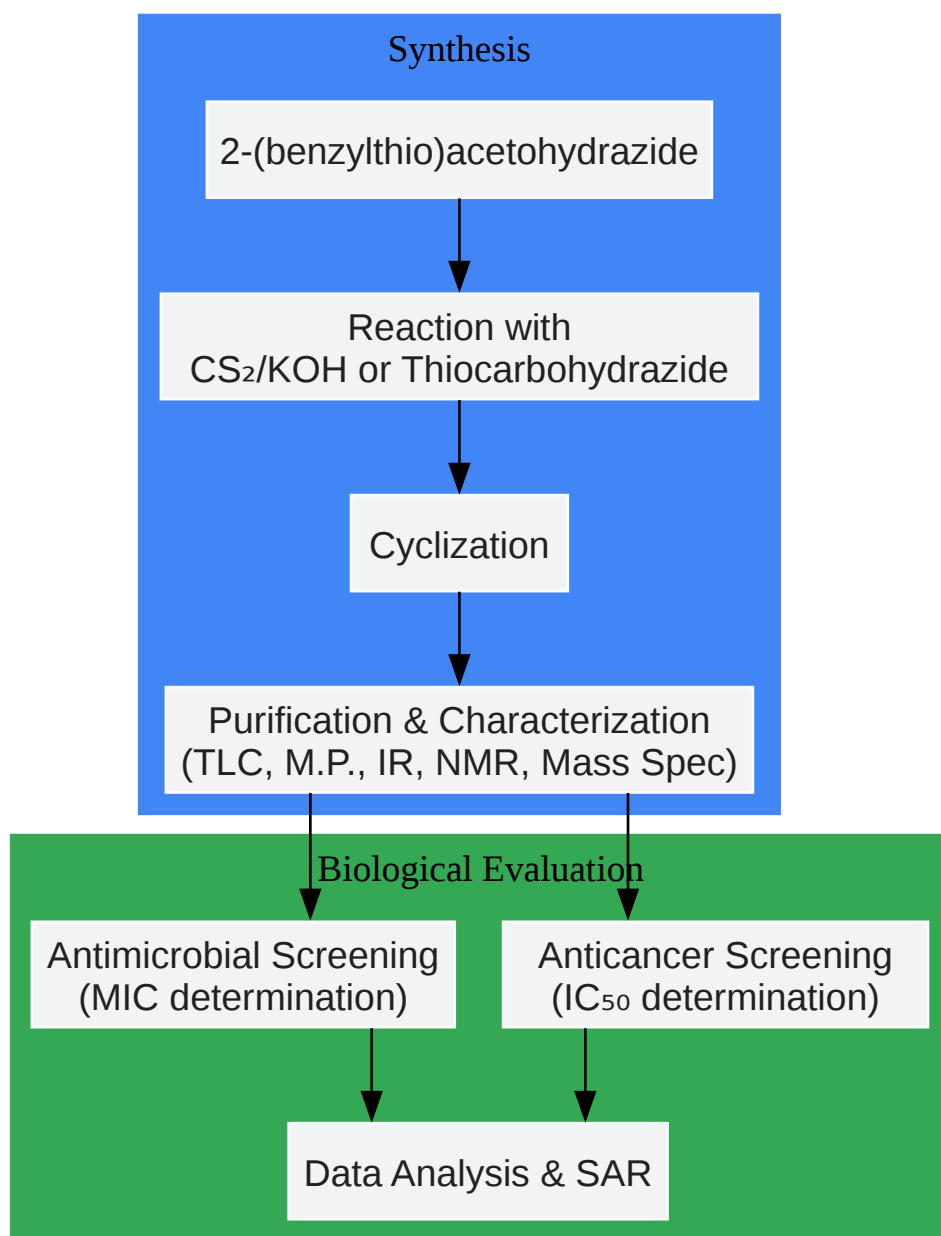 Synthesis
2-(benzylthio)acetohydrazide
Reaction with
CS₂/KOH or Thiocarbohydrazide
Cyclization
Purification & Characterization
(TLC, M.P., IR, NMR, Mass Spec)
Biological Evaluation
Antimicrobial Screening
(MIC determination)
Anticancer Screening
(IC₅₀ determination)
Data Analysis & SAR